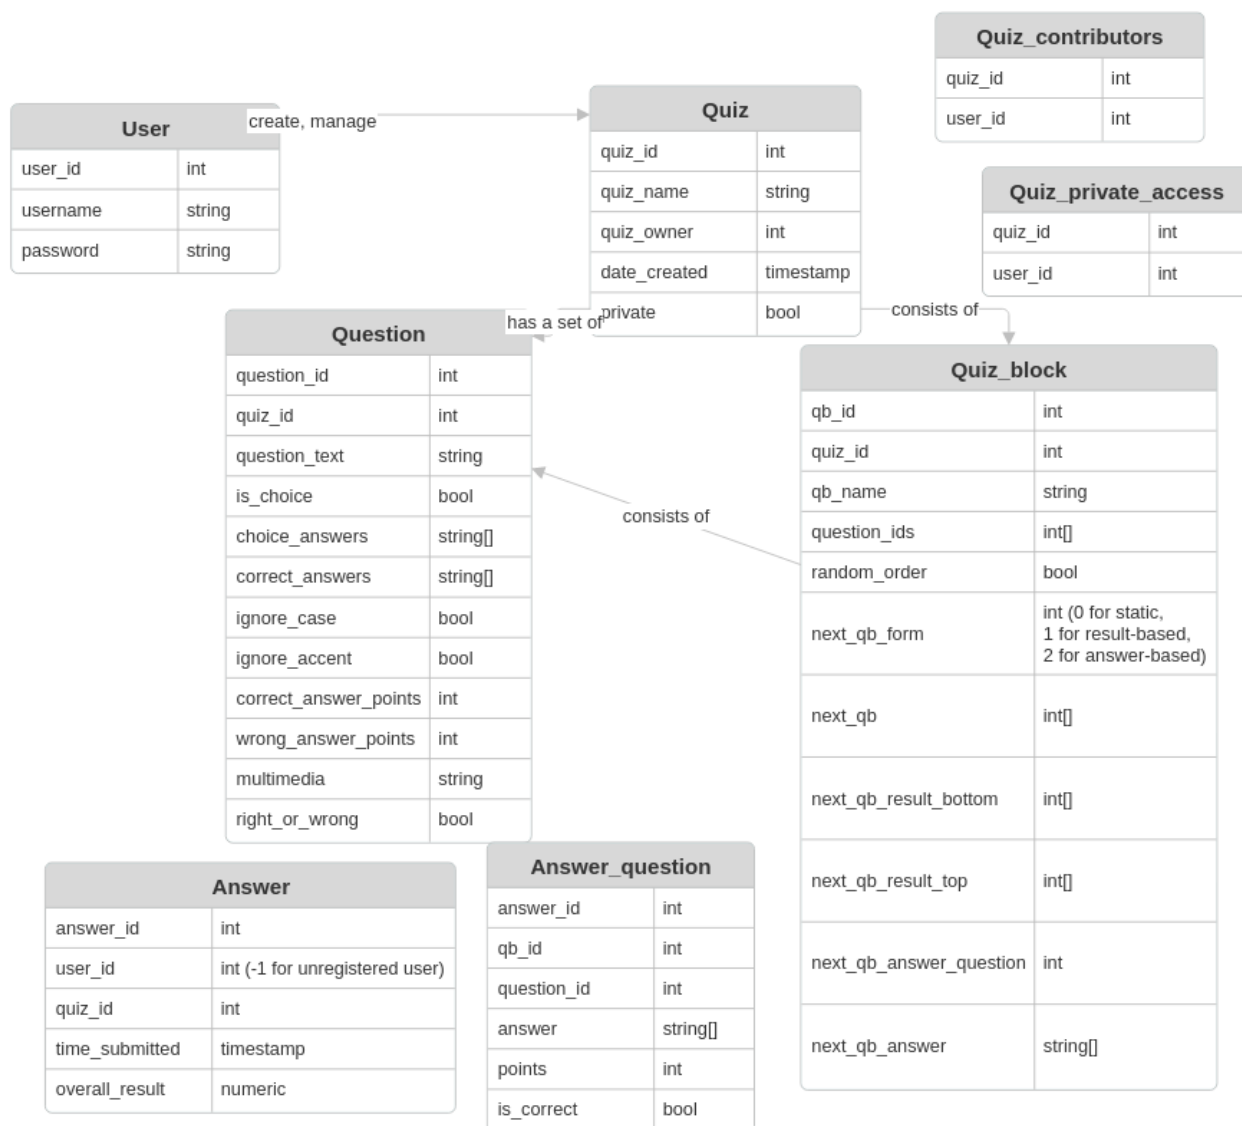 Quiz_contributors
quiz_id int
user_id int
User
user_id int
username string
password string
create, manage
Quiz
quiz_id int
quiz_name string
quiz_owner int
date_created timestamp
private bool
Quiz_private_access
quiz_id int
user_id int
has a set of
consists of
Question
question_id int
quiz_id int
question_text string
is_choice bool
choice_answers string[]
correct_answers string[]
ignore_case bool
ignore_accent bool
correct_answer_points int
wrong_answer_points int
multimedia string
right_or_wrong bool
consists of
Quiz_block
qb_id int
quiz_id int
qb_name string
question_ids int[]
random_order bool
next_qb_form int (0 for static,
1 for result-based,
2 for answer-based)
next_qb int[]
next_qb_result_bottom int[]
next_qb_result_top int[]
next_qb_answer_question int
next_qb_answer string[]
Answer
answer_id int
user_id int (-1 for unregistered user)
quiz_id int
time_submitted timestamp
overall_result numeric
Answer_question
answer_id int
qb_id int
question_id int
answer string[]
points int
is_correct bool